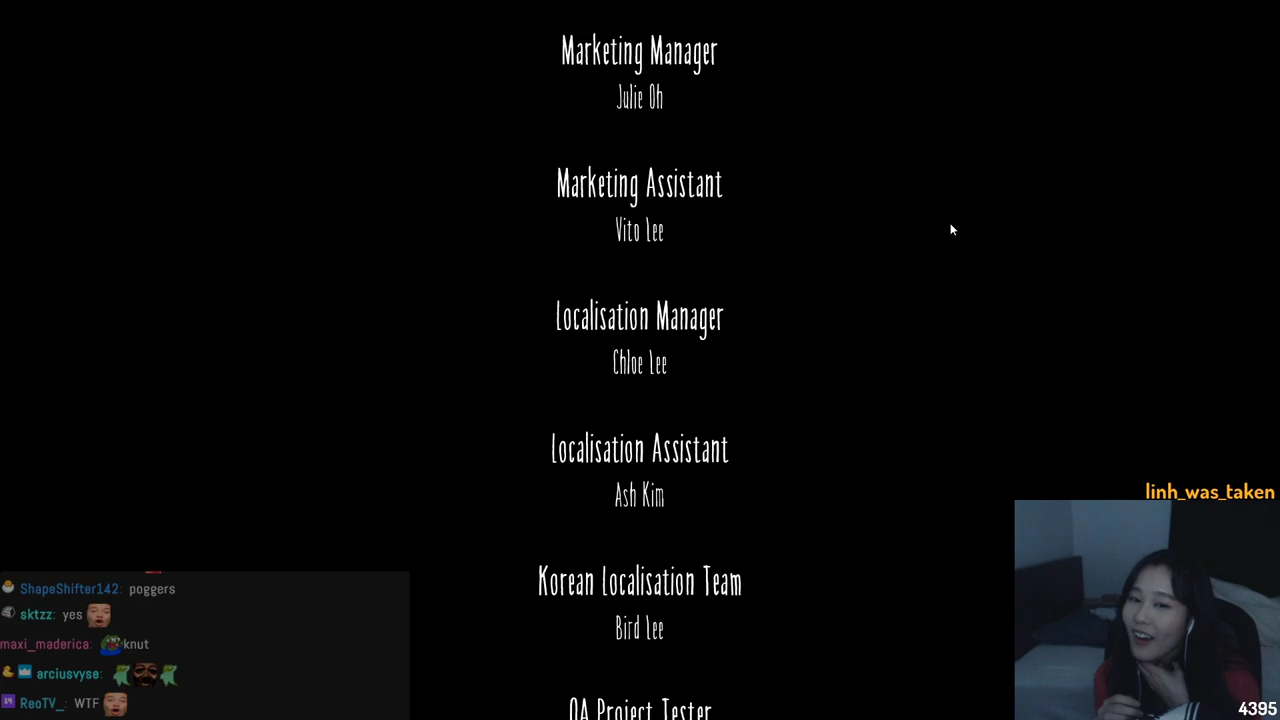 Marketing Manager
Julie Oh
Marketing Assistant
Vito Lee
Localisation Manager
Chloe Lee
Localisation Assistant
Ash Kim
Korean Localisation Team
Bird Lee
QA Project Tester
linh_was_taken
ShapeShifter142: poggers
sktzz: yes
maxi_maderica: knut
arciusvyse:
ReoTV_: WTF
4395